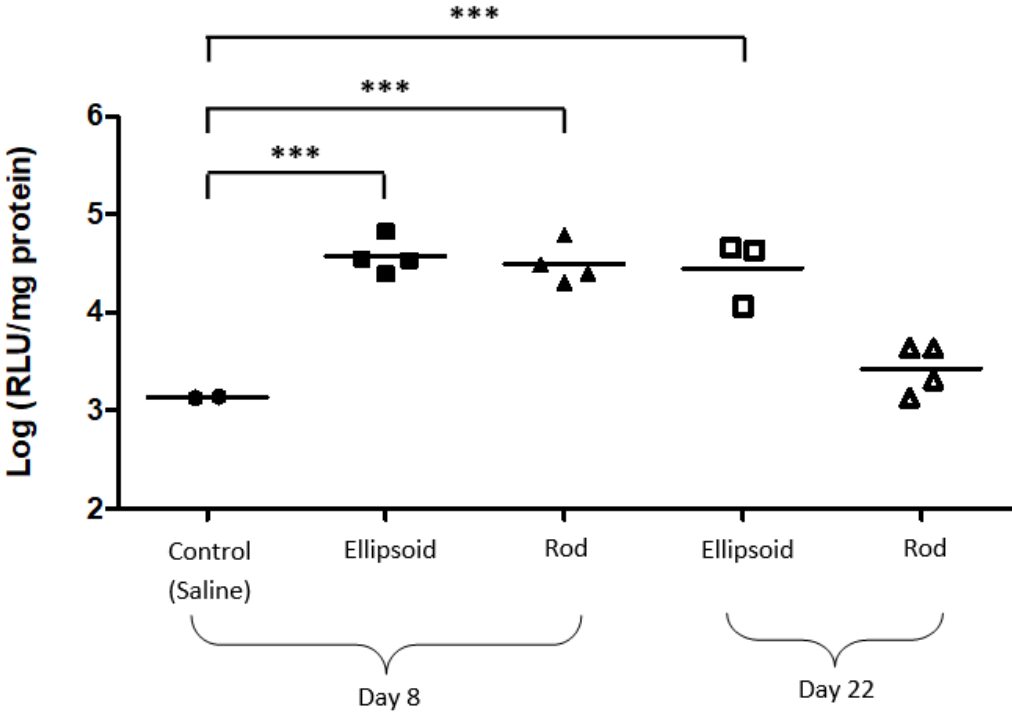 ***
***
***
Log (RLU/mg protein)
6
5
4
3
2
Control
(Saline)
Ellipsoid
Rod
Ellipsoid
Rod
Day 8
Day 22